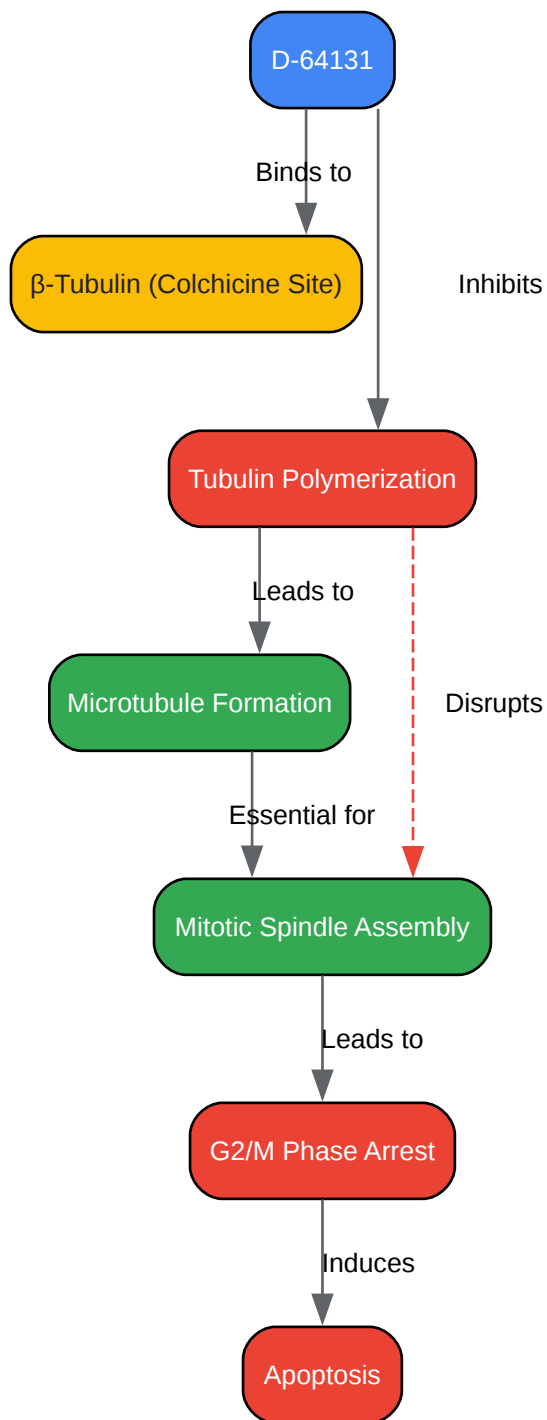 D-64131
Binds to
β-Tubulin (Colchicine Site)
Inhibits
Tubulin Polymerization
Leads to
Microtubule Formation
Disrupts
Essential for
Mitotic Spindle Assembly
Leads to
G2/M Phase Arrest
Induces
Apoptosis